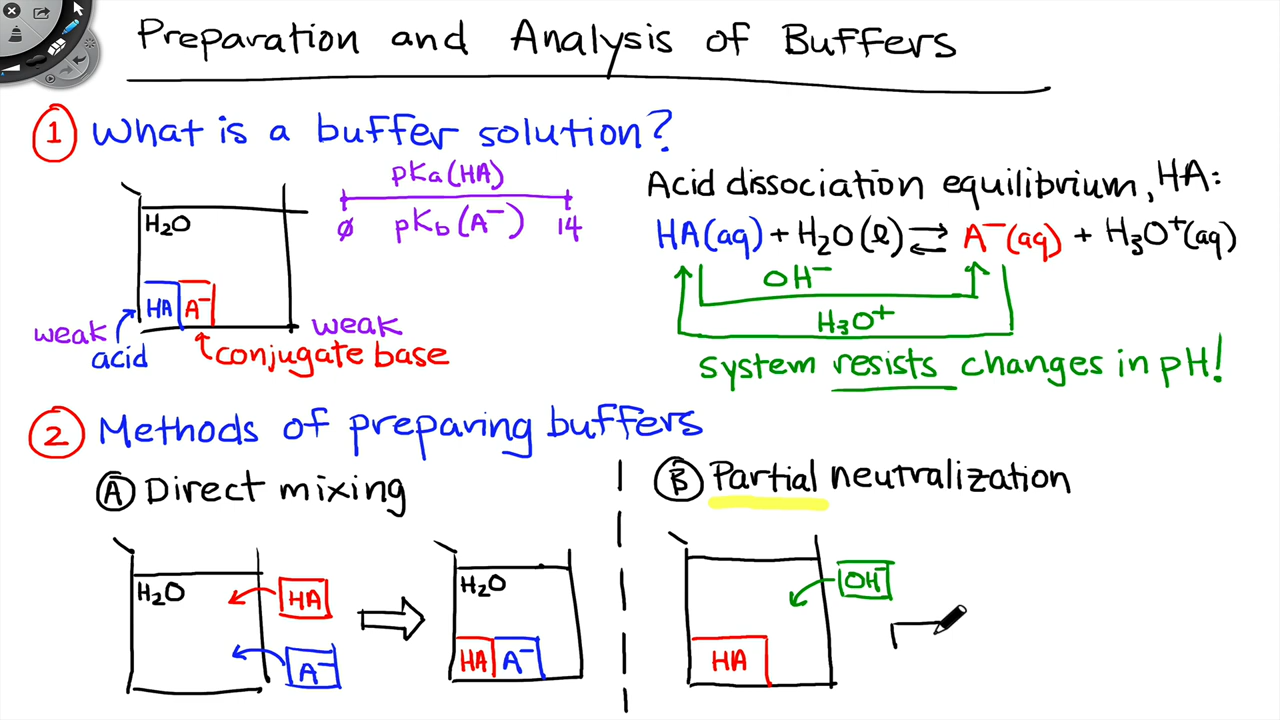 Preparation and Analysis of Buffers
1 What is a buffer solution?
H₂O
HA A⁻
weak acid
weak conjugate base
pKa(HA)
0 pKb(A⁻) 14
Acid dissociation equilibrium, HA:
HA(aq) + H₂O(l) ⇌ A⁻(aq) + H₃O⁺(aq)
OH⁻
H₃O⁺
system resists changes in pH!
2 Methods of preparing buffers
A Direct mixing
H₂O
HA
A⁻
H₂O
HA A⁻
B Partial neutralization
OH⁻
HA